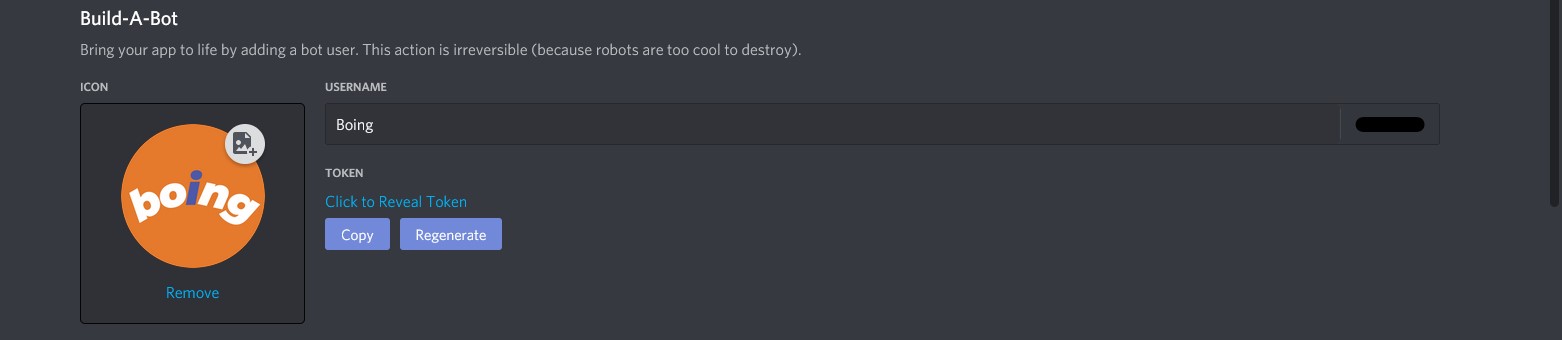 Build-A-Bot
Bring your app to life by adding a bot user. This action is irreversible (because robots are too cool to destroy).
ICON
USERNAME
boing
Boing
TOKEN
Click to Reveal Token
Copy
Regenerate
Remove